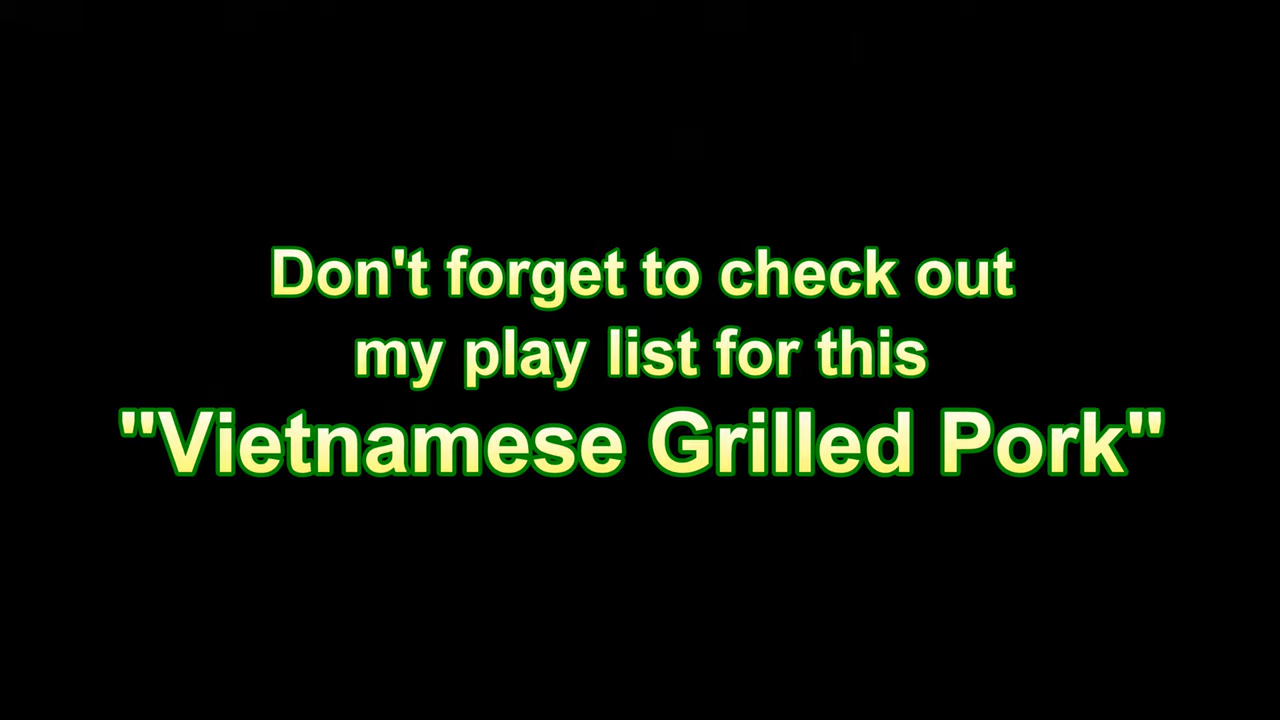 Don't forget to check out
my play list for this
"Vietnamese Grilled Pork"